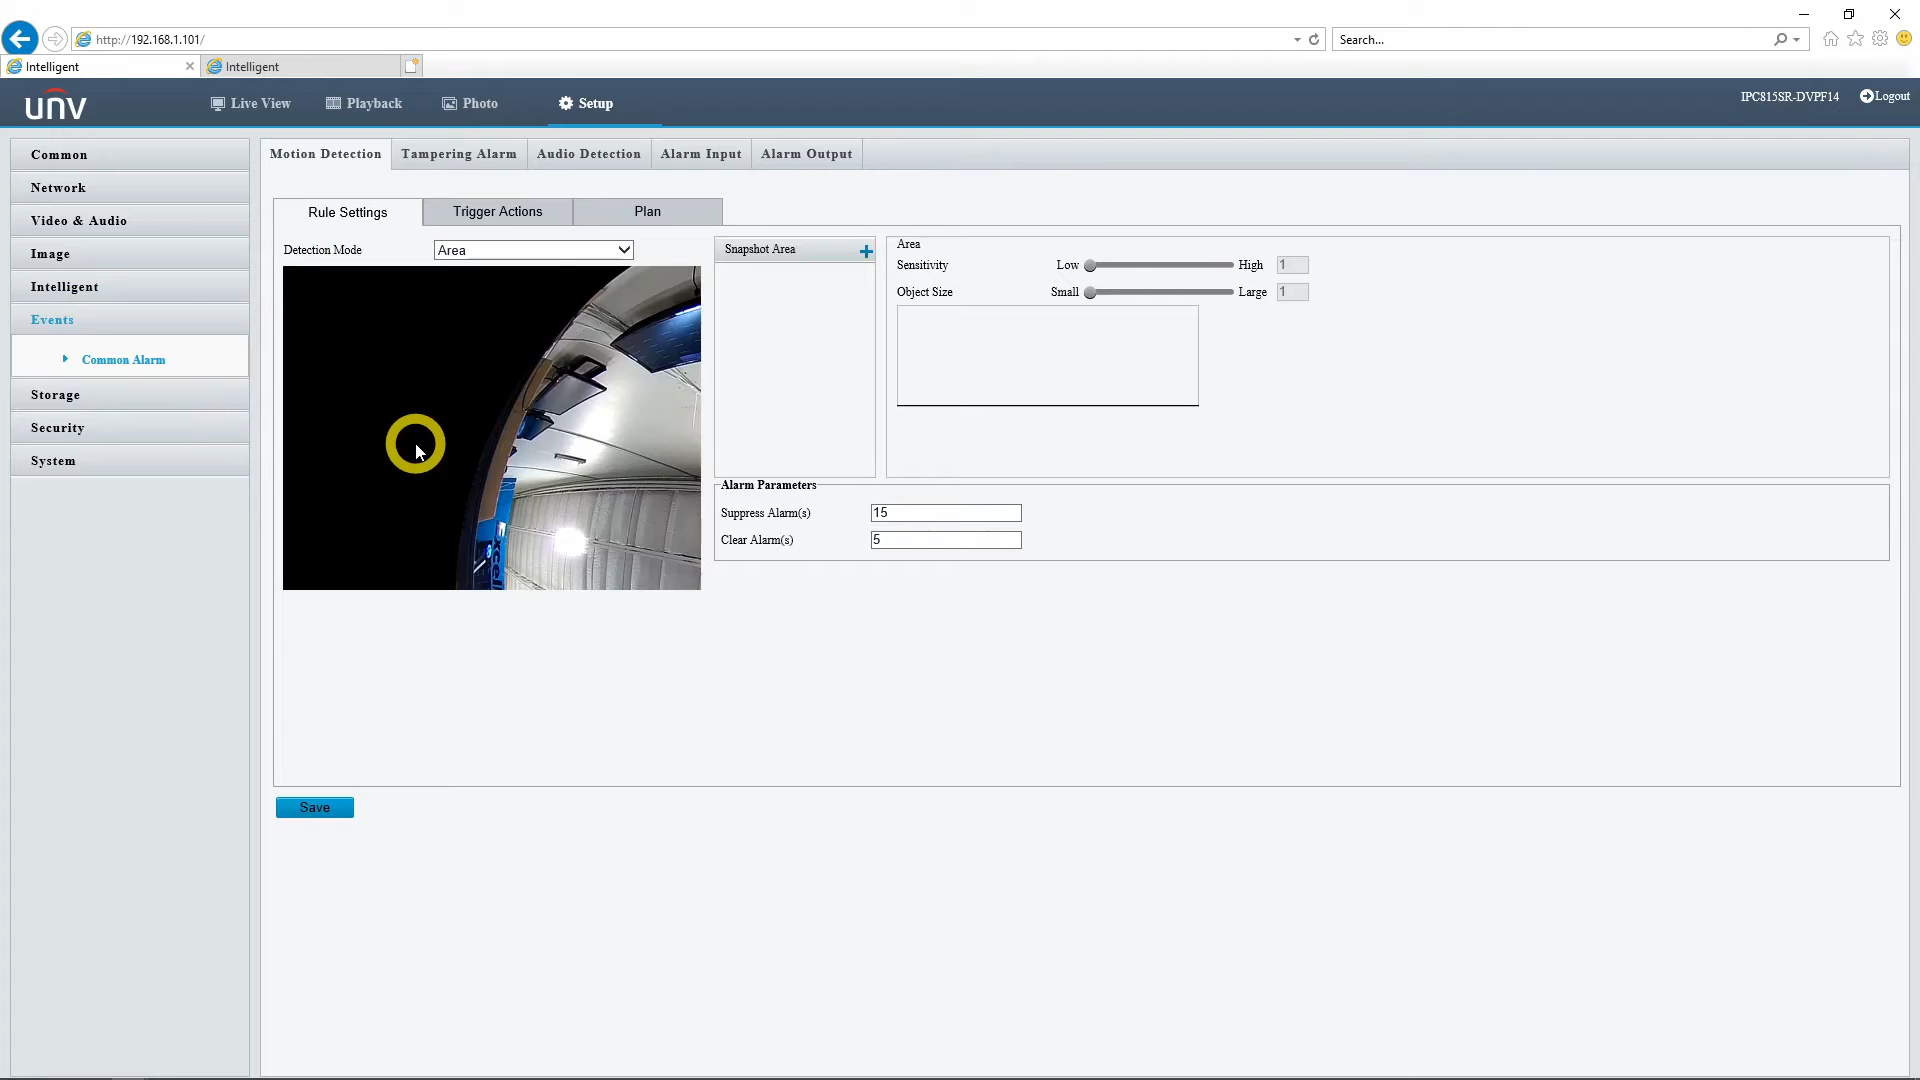 http://192.168.1.101/
Search...
Intelligent
Intelligent
unv
Live View
Playback
Photo
Setup
IPC815SR-DVPF14
Logout
Common
Network
Video & Audio
Image
Intelligent
Events
Common Alarm
Storage
Security
System
Motion Detection
Tampering Alarm
Audio Detection
Alarm Input
Alarm Output
Rule Settings
Trigger Actions
Plan
Detection Mode
Area
Snapshot Area
Area
Sensitivity Low High 1
Object Size Small Large 1
Alarm Parameters
Suppress Alarm(s) 15
Clear Alarm(s) 5
Save